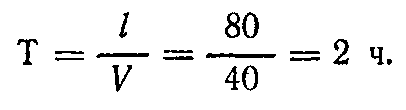 T = l/V = 80/40 = 2 ч.